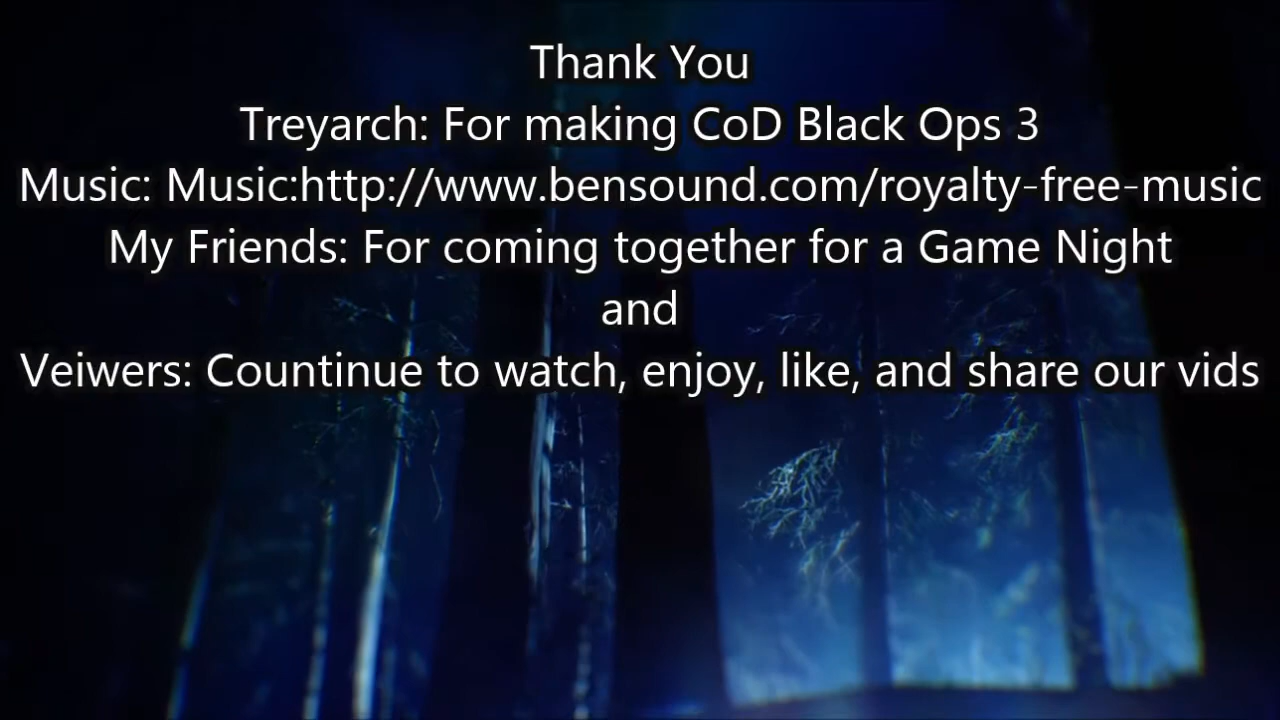 Thank You
Treyarch: For making CoD Black Ops 3
Music: Music:http://www.bensound.com/royalty-free-music
My Friends: For coming together for a Game Night
and
Veiwers: Countinue to watch, enjoy, like, and share our vids